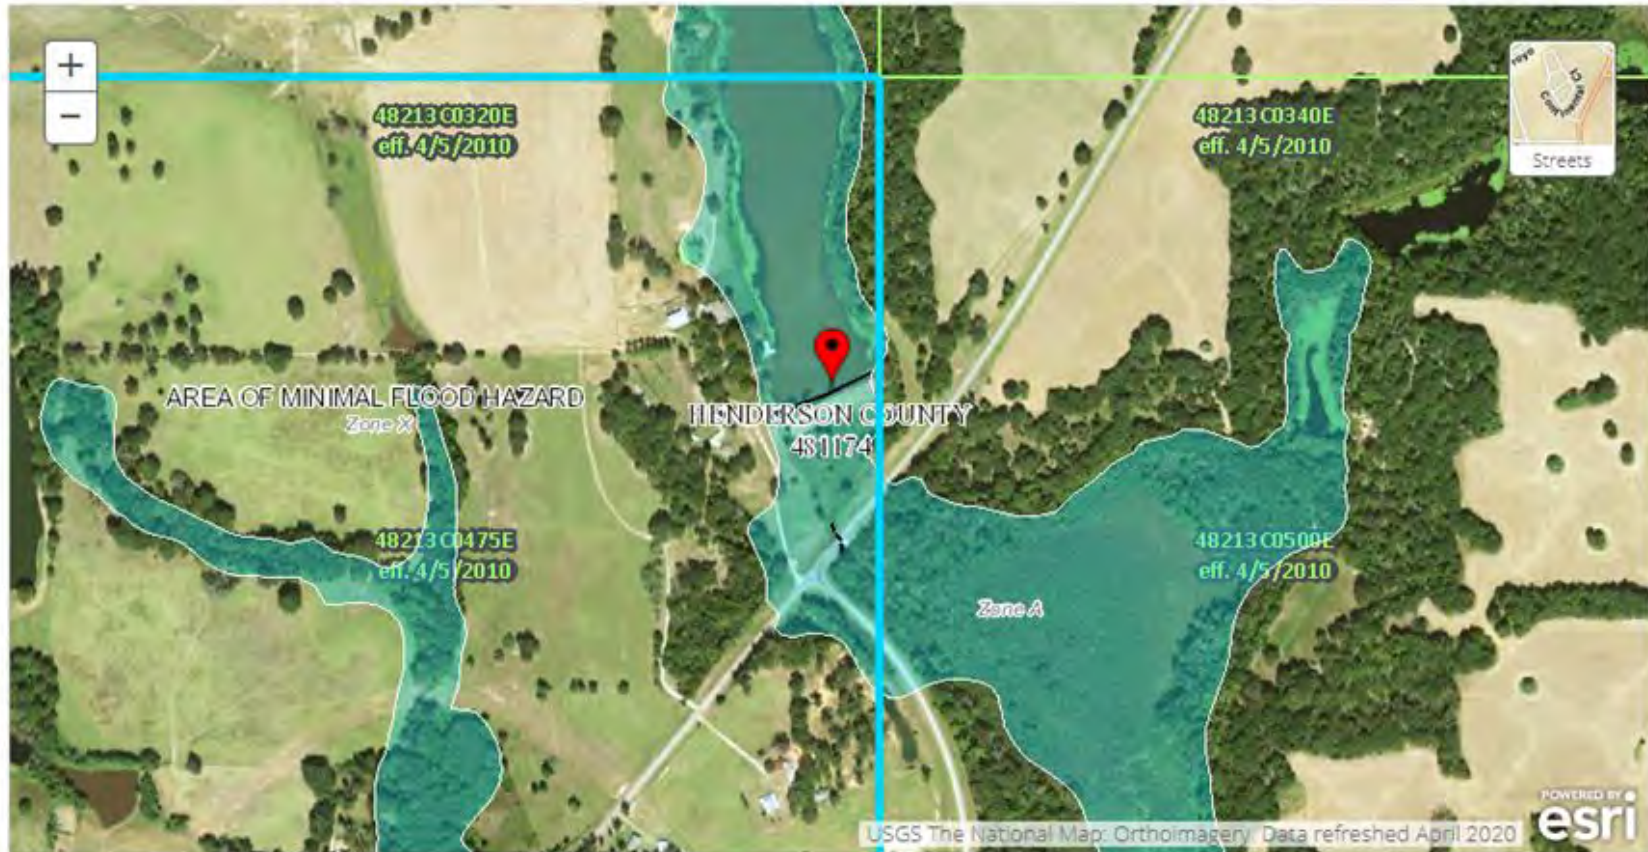 +
−
48213C0320E
eff. 4/5/2010
48213C0340E
eff. 4/5/2010
Streets
AREA OF MINIMAL FLOOD HAZARD
Zone X
HENDERSON COUNTY
481174
48213C0475E
eff. 4/5/2010
48213C0500E
eff. 4/5/2010
Zone A
POWERED BY
esri
USGS The National Map: Orthoimagery. Data refreshed April 2020